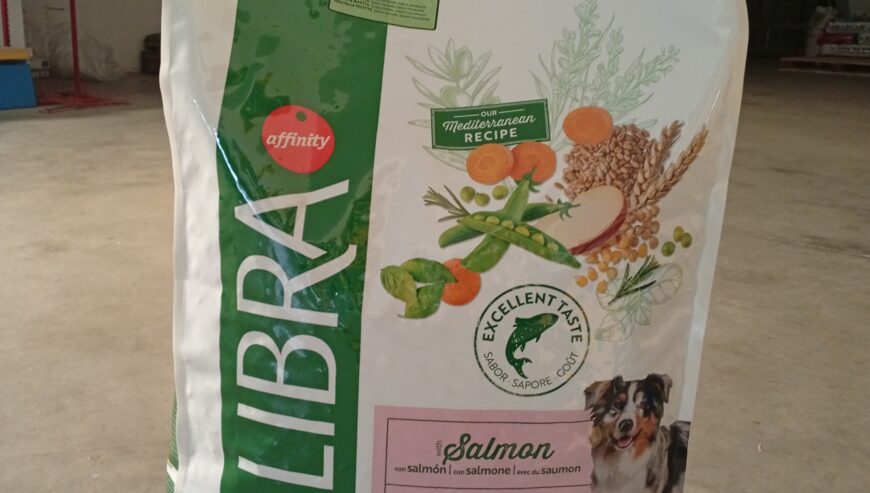 affinity
LIBRA
OUR
Mediterranean
RECIPE
EXCELLENT TASTE
SABOR · SAPORE · GOÛT
with Salmon
con salmón | con salmone | avec du saumon